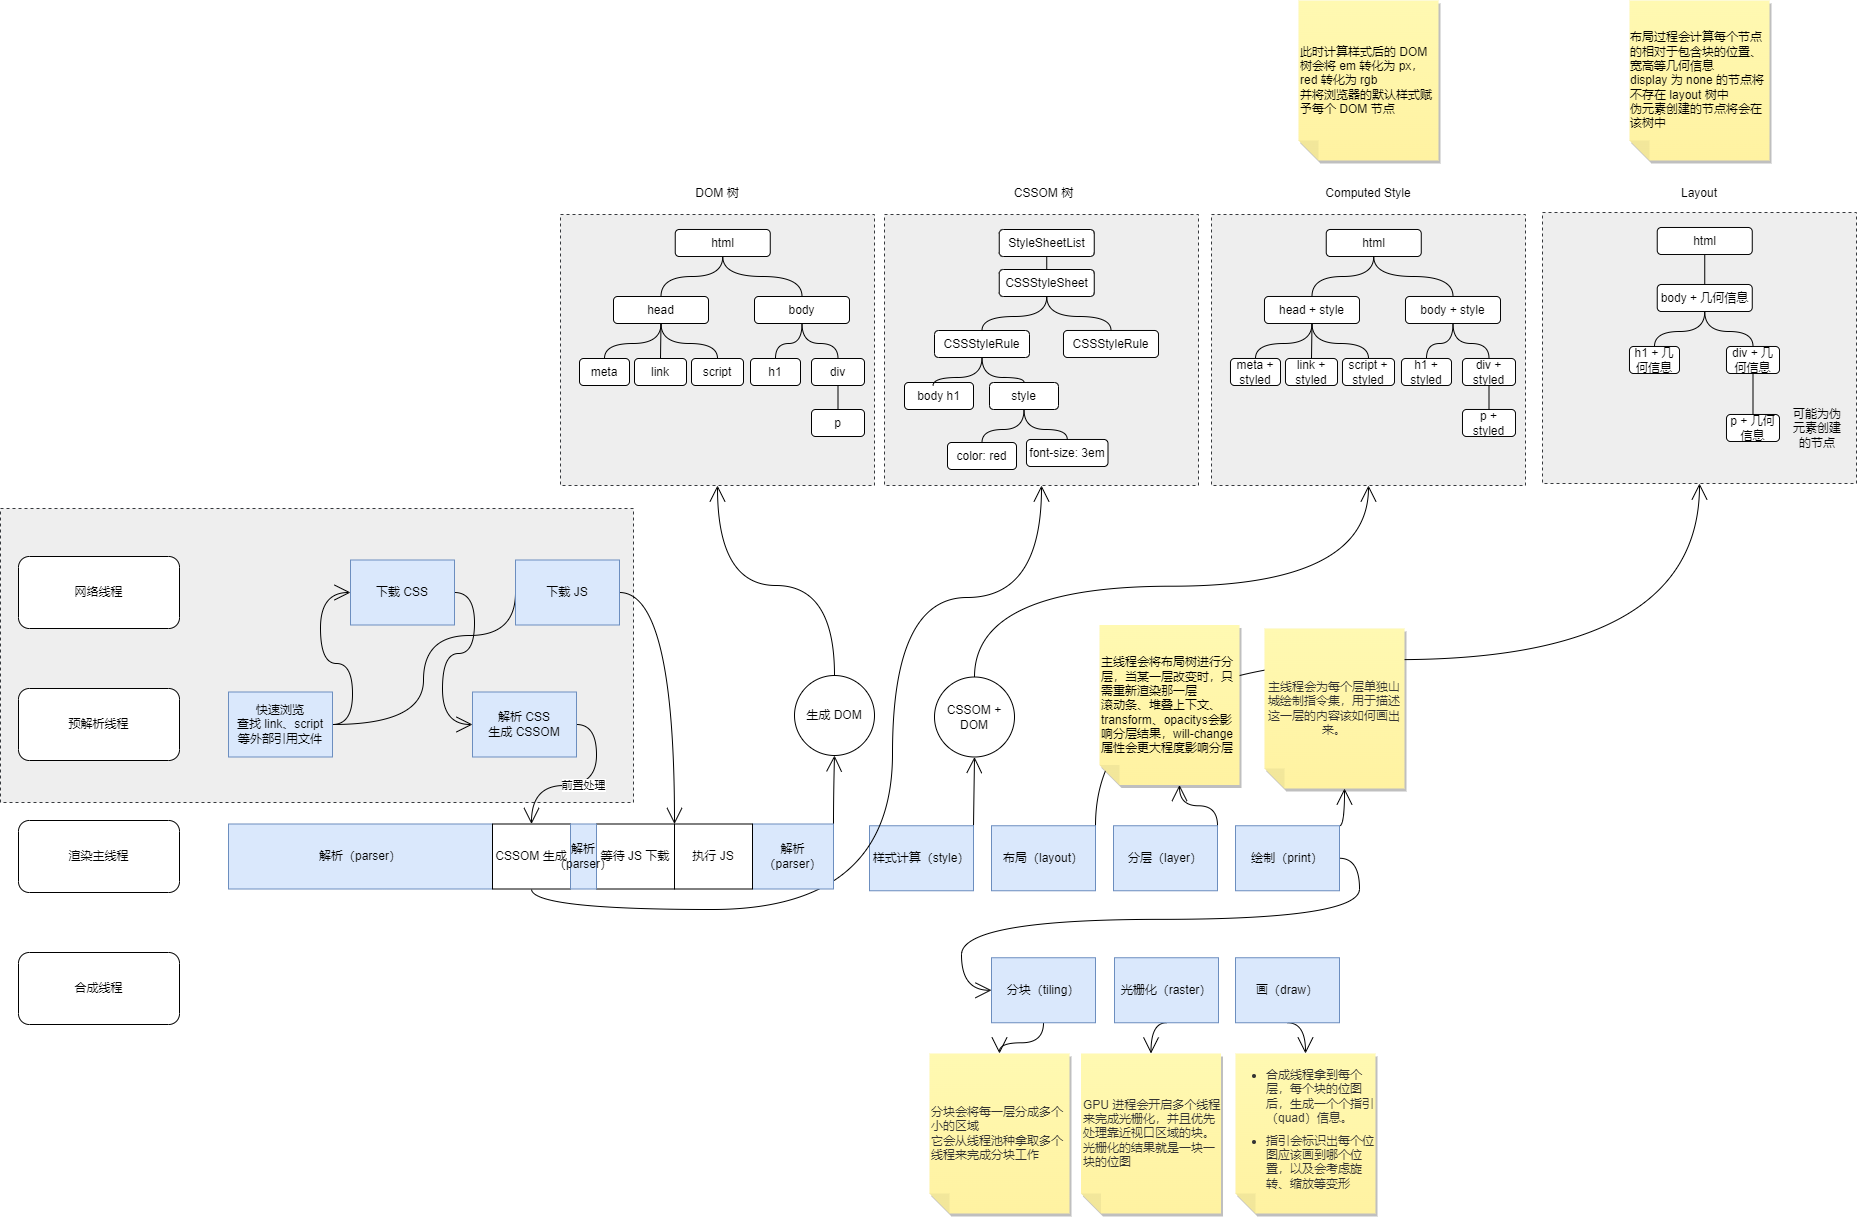 此时计算样式后的 DOM
树会将 em 转化为 px，
red 转化为 rgb
并将浏览器的默认样式赋
予每个 DOM 节点
布局过程会计算每个节点
的相对于包含块的位置、
宽高等几何信息
display 为 none 的节点将
不存在 layout 树中
伪元素创建的节点将会在
该树中
DOM 树
CSSOM 树
Computed Style
Layout
html
head
body
meta
link
script
h1
div
p
StyleSheetList
CSSStyleSheet
CSSStyleRule
CSSStyleRule
body h1
style
color: red
font-size: 3em
html
head + style
body + style
meta +
styled
link +
styled
script +
styled
h1 +
styled
div +
styled
p +
styled
html
body + 几何信息
h1 + 几
何信息
div + 几
何信息
p + 几何
信息
可能为伪
元素创建
的节点
网络线程
下载 CSS
下载 JS
预解析线程
快速浏览
查找 link、script
等外部引用文件
解析 CSS
生成 CSSOM
前置处理
生成 DOM
CSSOM +
DOM
主线程会将布局树进行分
层，当某一层改变时，只
需重新渲染那一层
滚动条、堆叠上下文、
transform、opacitys会影
响分层结果，will-change
属性会更大程度影响分层
主线程会为每个层单独山
城绘制指令集，用于描述
这一层的内容该如何画出
来。
渲染主线程
解析（parser）
CSSOM 生成
解析
（parser）
等待 JS 下载
执行 JS
解析
（parser）
样式计算（style）
布局（layout）
分层（layer）
绘制（print）
合成线程
分块（tiling）
光栅化（raster）
画（draw）
分块会将每一层分成多个
小的区域
它会从线程池种拿取多个
线程来完成分块工作
GPU 进程会开启多个线程
来完成光栅化，并且优先
处理靠近视口区域的块。
光栅化的结果就是一块一
块的位图
• 合成线程拿到每个
层，每个块的位图
后，生成一个个指引
（quad）信息。
• 指引会标识出每个位
图应该画到哪个位
置，以及会考虑旋
转、缩放等变形